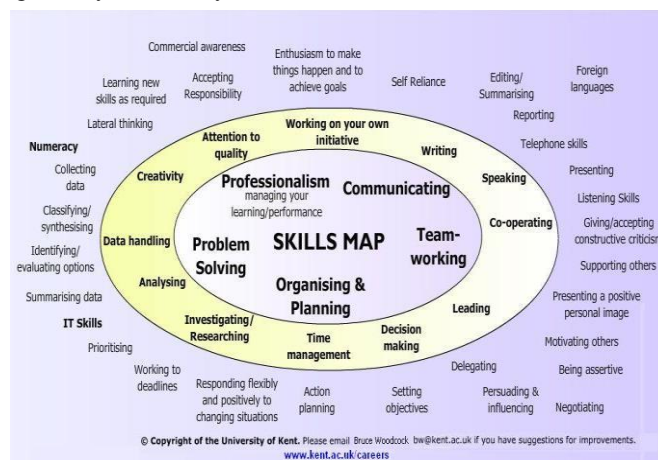 Commercial awareness
Enthusiasm to make
things happen and to
achieve goals
Foreign
languages
Learning new
skills as required
Accepting
Responsibility
Self Reliance
Editing/
Summarising
Reporting
Lateral thinking
Working on your own
initiative
Telephone skills
Numeracy
Attention to
quality
Writing
Collecting
data
Creativity
Professionalism
managing your
learning/performance
Communicating
Speaking
Presenting
Listening Skills
Classifying/
synthesising
Co-operating
Giving/accepting
constructive criticism
Data handling
Problem
Solving
SKILLS MAP
Team-
working
Identifying/
evaluating options
Supporting others
Analysing
Organising &
Planning
Summarising data
Leading
Presenting a positive
personal image
IT Skills
Investigating/
Researching
Time
management
Decision
making
Motivating others
Prioritising
Working to
deadlines
Responding flexibly
and positively to
changing situations
Action
planning
Setting
objectives
Delegating
Persuading &
influencing
Being assertive
Negotiating
© Copyright of the University of Kent. Please email Bruce Woodcock bw@kent.ac.uk if you have suggestions for improvements.
www.kent.ac.uk/careers